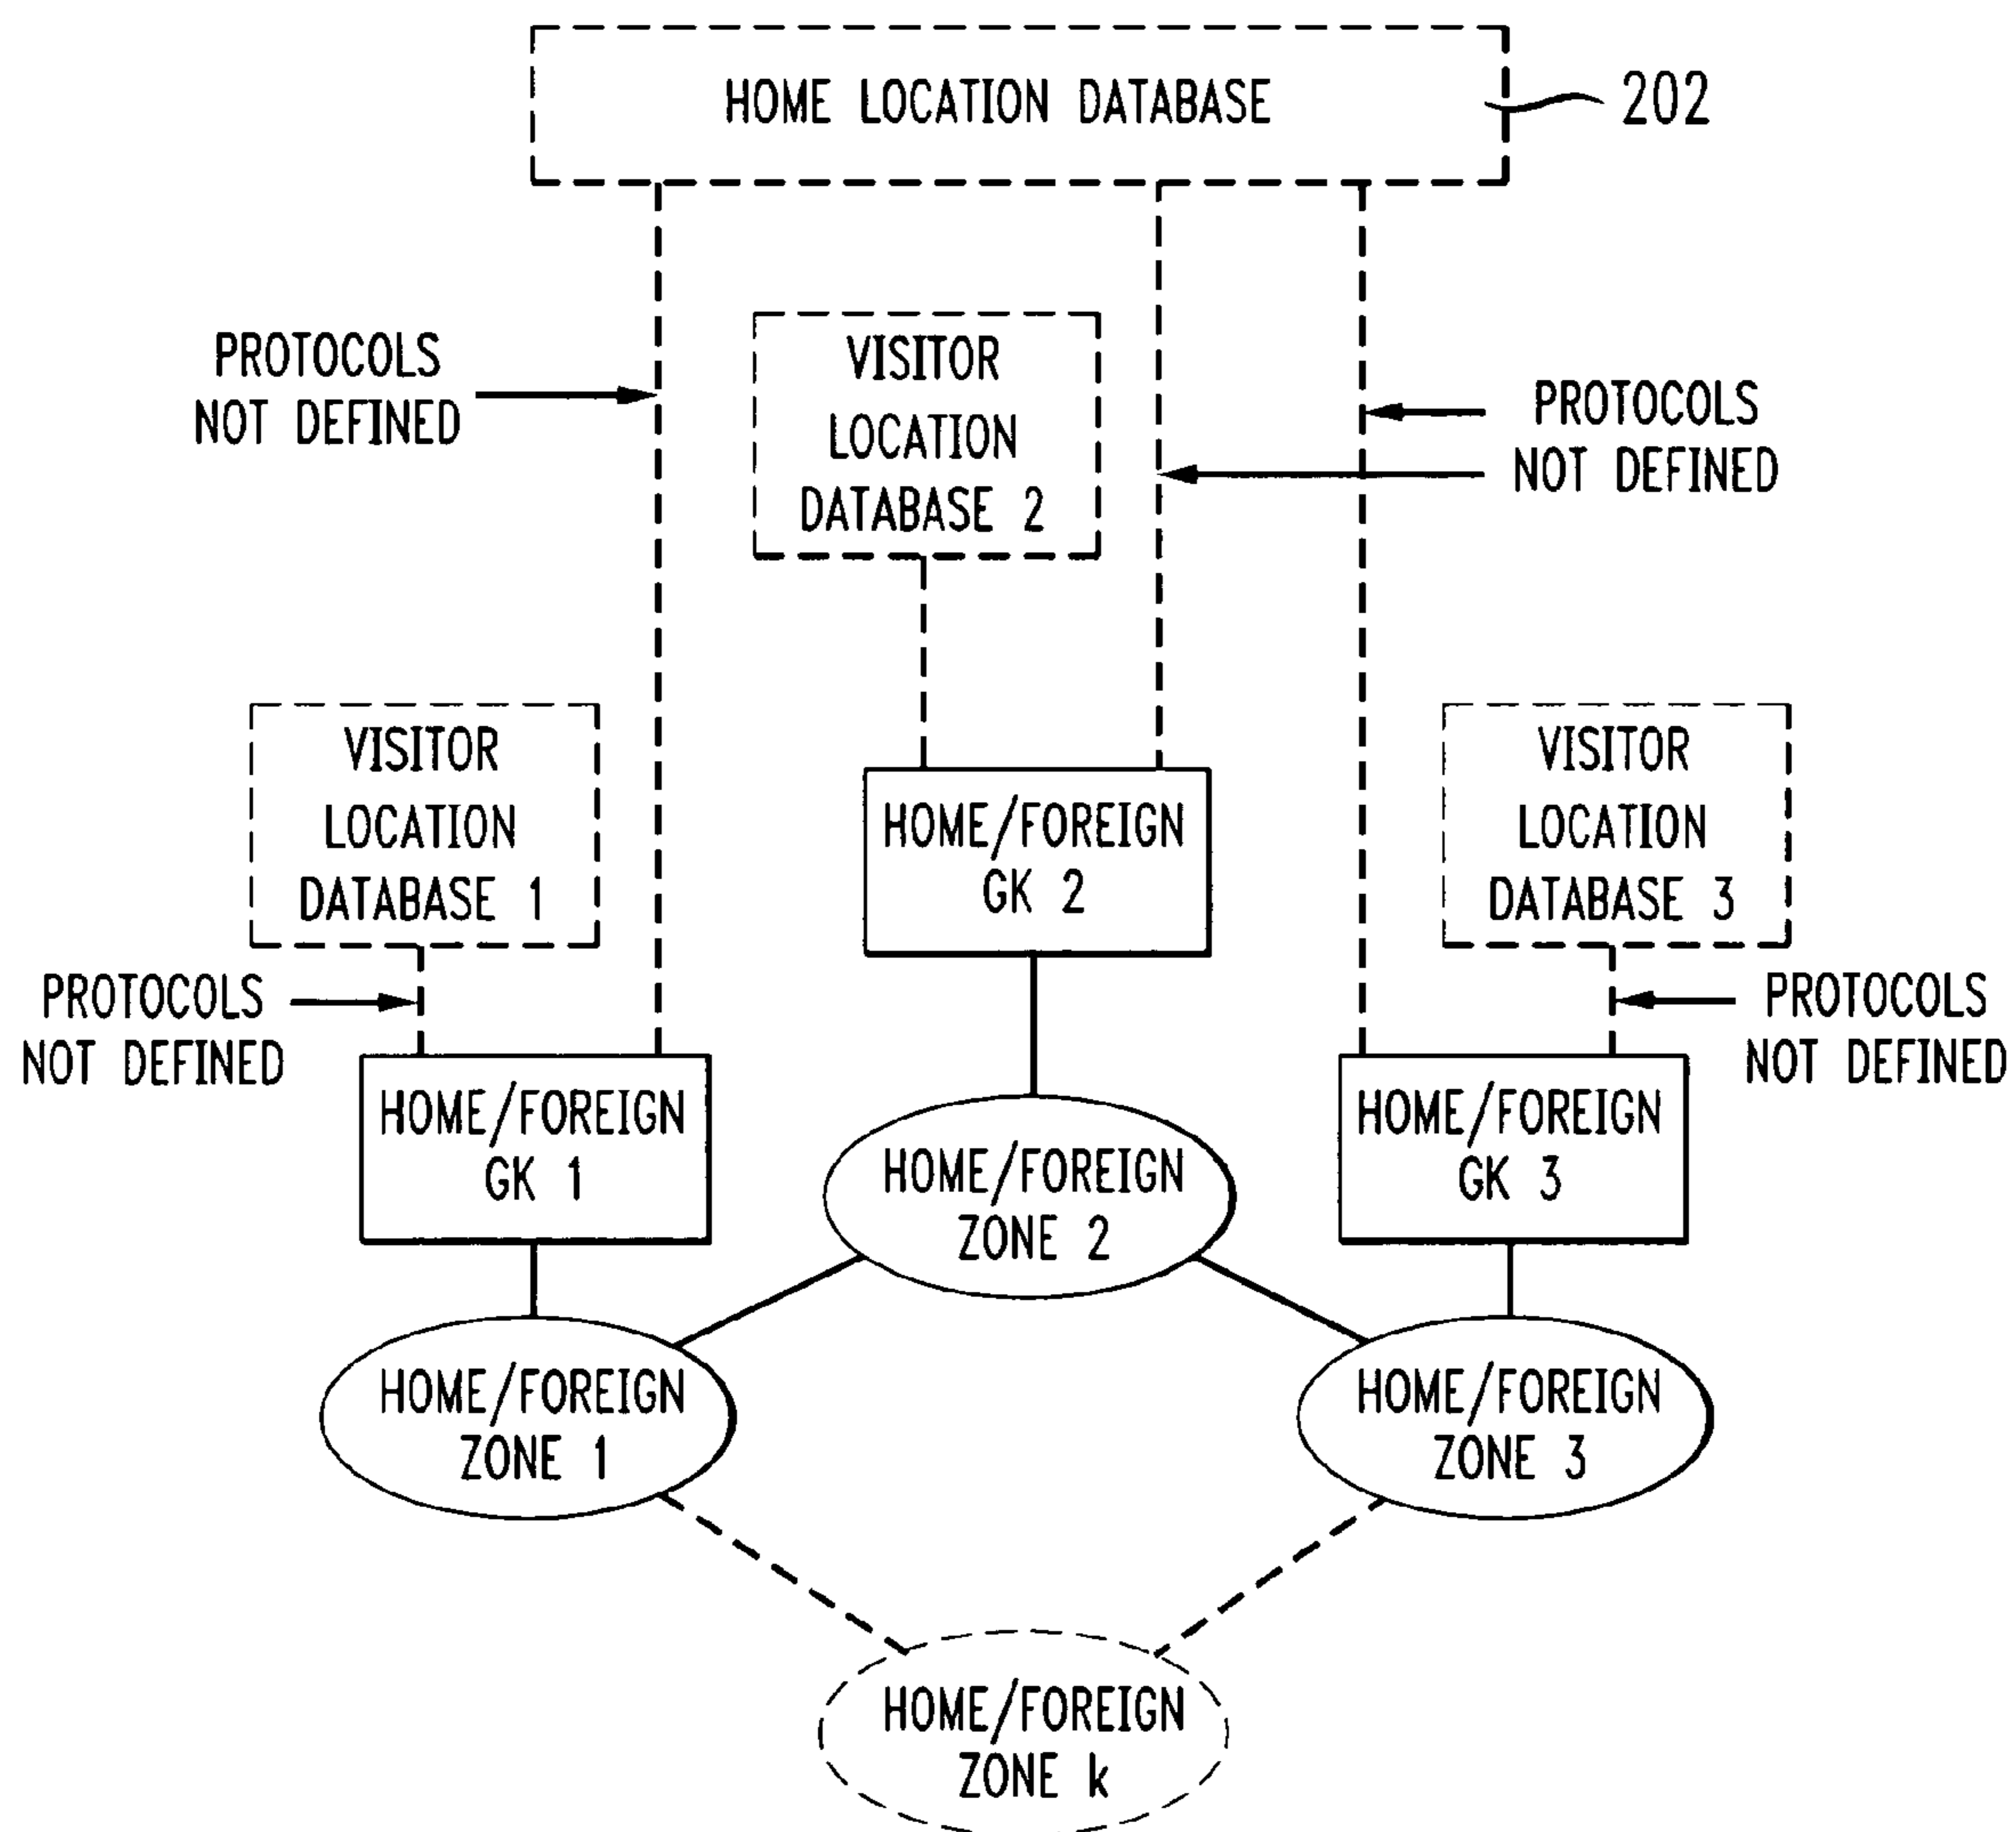 HOME LOCATION DATABASE
202
PROTOCOLS
NOT DEFINED
VISITOR
LOCATION
DATABASE 2
PROTOCOLS
NOT DEFINED
VISITOR
LOCATION
DATABASE 1
HOME/FOREIGN
GK 2
VISITOR
LOCATION
DATABASE 3
PROTOCOLS
NOT DEFINED
PROTOCOLS
NOT DEFINED
HOME/FOREIGN
GK 1
HOME/FOREIGN
ZONE 2
HOME/FOREIGN
GK 3
HOME/FOREIGN
ZONE 1
HOME/FOREIGN
ZONE 3
HOME/FOREIGN
ZONE k